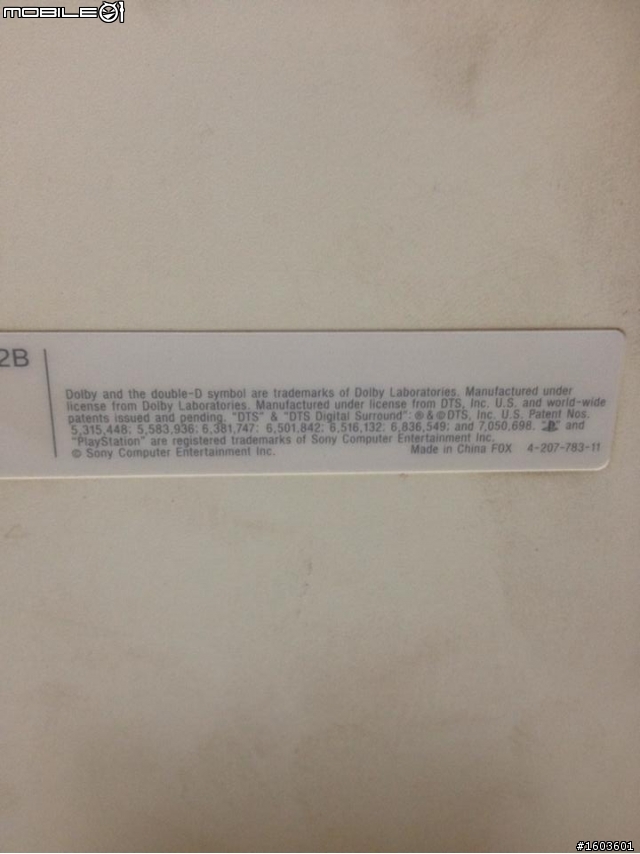 MOBILE01
2B
Dolby and the double-D symbol are trademarks of Dolby Laboratories. Manufactured under
license from Dolby Laboratories. Manufactured under license from DTS, Inc. U.S. and world-wide
patents issued and pending. "DTS" & "DTS Digital Surround": ® & © DTS, Inc. U.S. Patent Nos.
5,315,448; 5,583,936; 6,381,747; 6,501,842; 6,516,132; 6,836,549; and 7,050,698. "PS" and
"PlayStation" are registered trademarks of Sony Computer Entertainment Inc.
© Sony Computer Entertainment Inc. Made in China FOX 4-207-783-11
#1603601